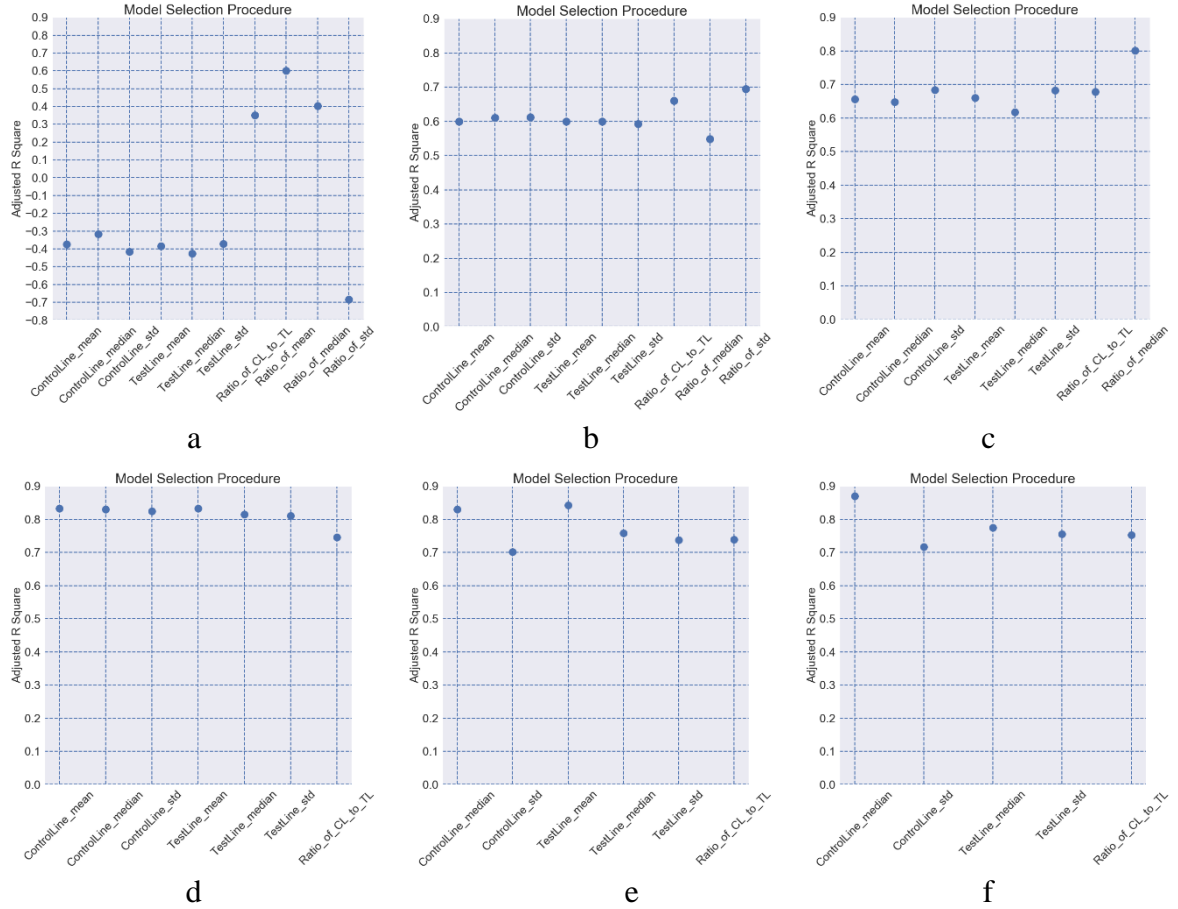 Model Selection Procedure
Adjusted R Square
0.9
0.8
0.7
0.6
0.5
0.4
0.3
0.2
0.1
0.0
−0.1
−0.2
−0.3
−0.4
−0.5
−0.6
−0.7
−0.8
ControlLine_mean
ControlLine_median
ControlLine_std
TestLine_mean
TestLine_median
TestLine_std
Ratio_of_CL_to_TL
Ratio_of_mean
Ratio_of_median
Ratio_of_std
a
Model Selection Procedure
Adjusted R Square
0.9
0.8
0.7
0.6
0.5
0.4
0.3
0.2
0.1
0.0
ControlLine_mean
ControlLine_median
ControlLine_std
TestLine_mean
TestLine_median
TestLine_std
Ratio_of_CL_to_TL
Ratio_of_median
Ratio_of_std
b
Model Selection Procedure
Adjusted R Square
0.9
0.8
0.7
0.6
0.5
0.4
0.3
0.2
0.1
0.0
ControlLine_mean
ControlLine_median
ControlLine_std
TestLine_mean
TestLine_median
TestLine_std
Ratio_of_CL_to_TL
Ratio_of_median
c
Model Selection Procedure
Adjusted R Square
0.9
0.8
0.7
0.6
0.5
0.4
0.3
0.2
0.1
0.0
ControlLine_mean
ControlLine_median
ControlLine_std
TestLine_mean
TestLine_median
TestLine_std
Ratio_of_CL_to_TL
d
Model Selection Procedure
Adjusted R Square
0.9
0.8
0.7
0.6
0.5
0.4
0.3
0.2
0.1
0.0
ControlLine_median
ControlLine_std
TestLine_mean
TestLine_median
TestLine_std
Ratio_of_CL_to_TL
e
Model Selection Procedure
Adjusted R Square
0.9
0.8
0.7
0.6
0.5
0.4
0.3
0.2
0.1
0.0
ControlLine_median
ControlLine_std
TestLine_median
TestLine_std
Ratio_of_CL_to_TL
f